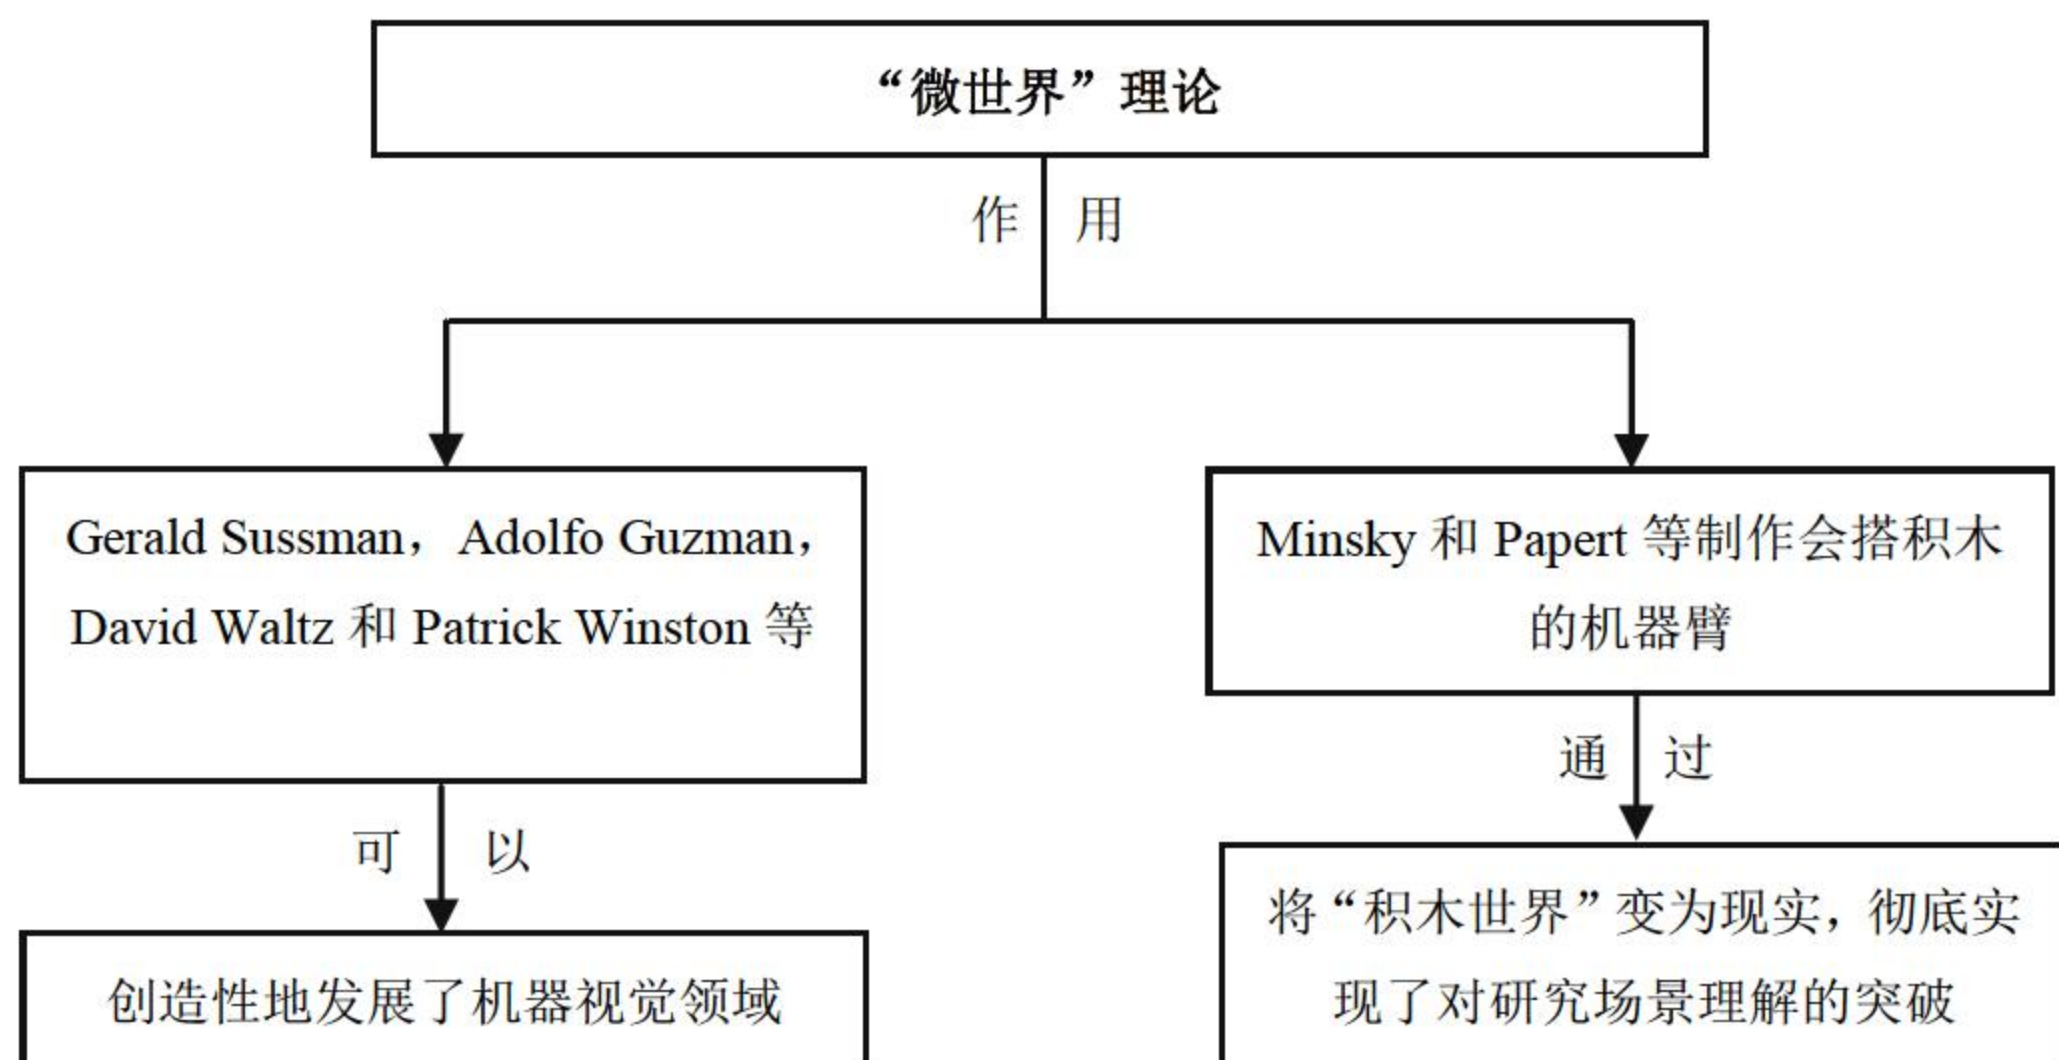 “微世界”理论
作 用
Gerald Sussman，Adolfo Guzman，
David Waltz 和 Patrick Winston 等
Minsky 和 Papert 等制作会搭积木
的机器臂
通 过
可 以
将“积木世界”变为现实，彻底实
现了对研究场景理解的突破
创造性地发展了机器视觉领域